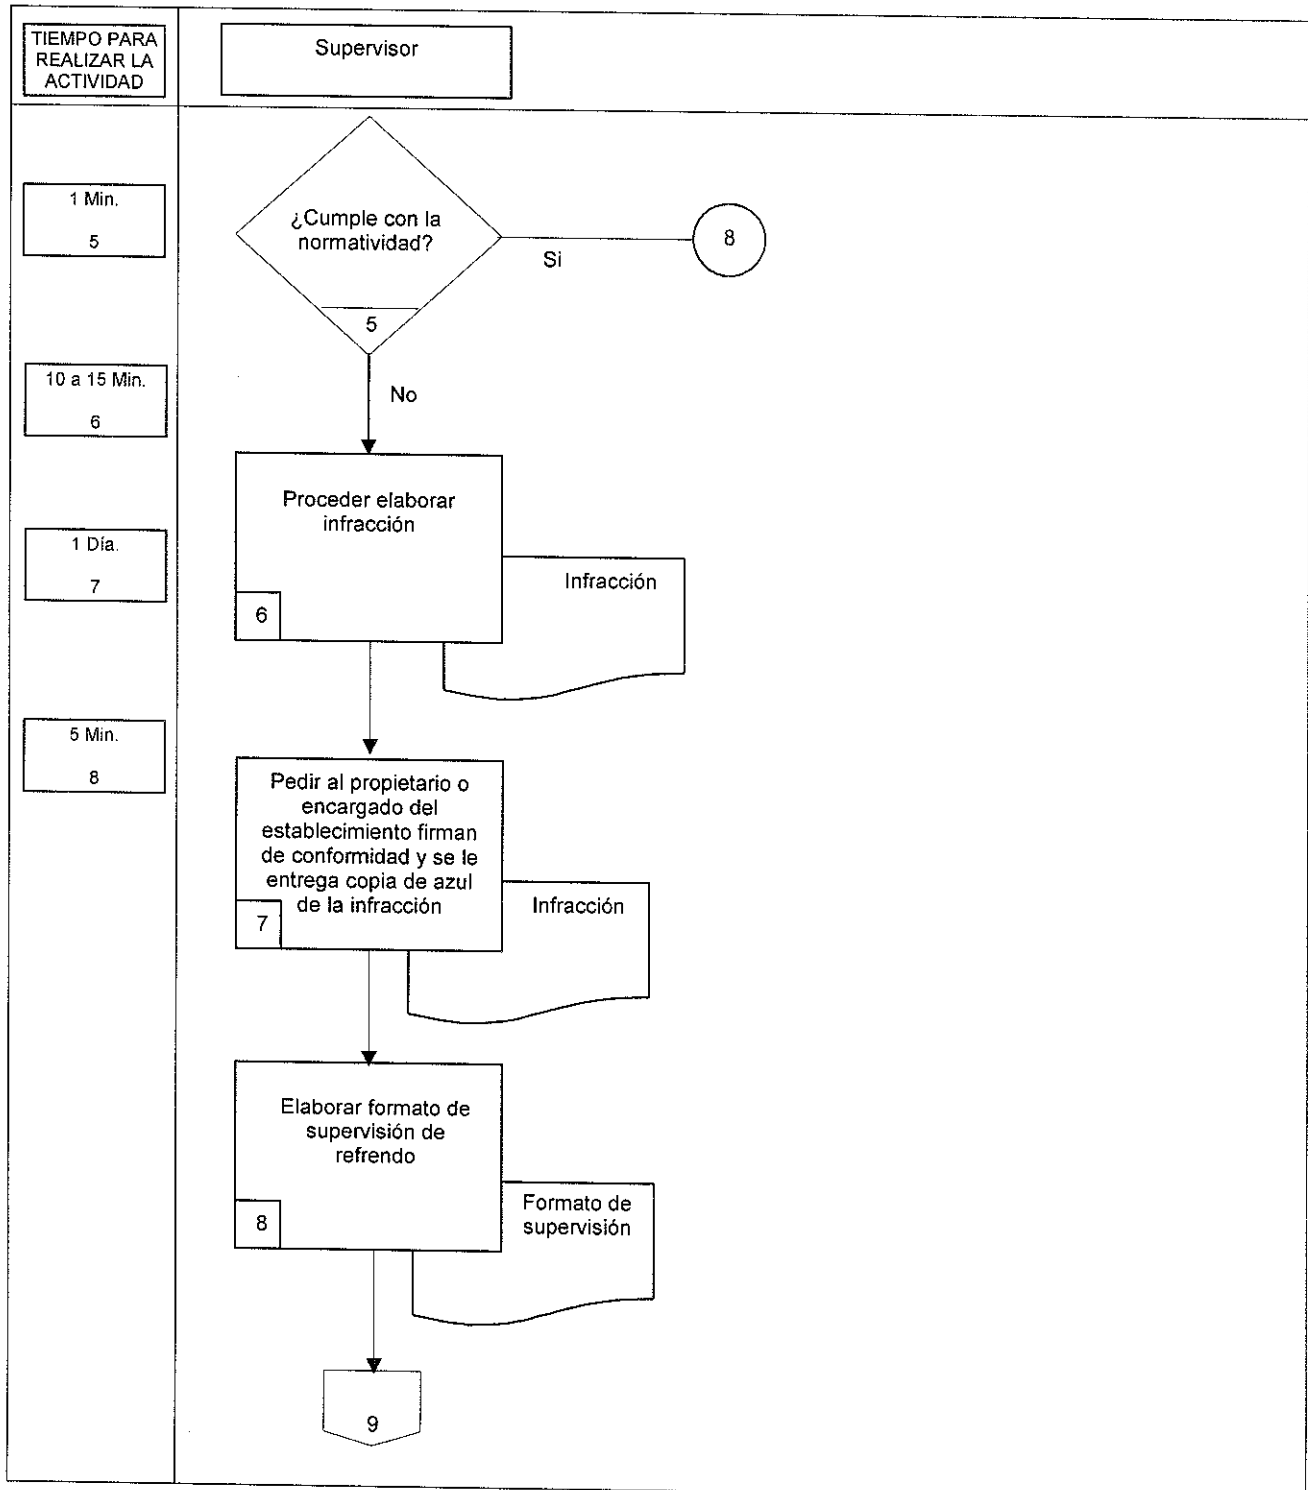 TIEMPO PARA
REALIZAR LA
ACTIVIDAD
Supervisor
1 Min.
5
¿Cumple con la
normatividad?
5
Si
8
No
10 a 15 Min.
6
Proceder elaborar
infracción
6
Infracción
1 Día.
7
Pedir al propietario o
encargado del
establecimiento firman
de conformidad y se le
entrega copia de azul
de la infracción
7
Infracción
5 Min.
8
Elaborar formato de
supervisión de
refrendo
8
Formato de
supervisión
9